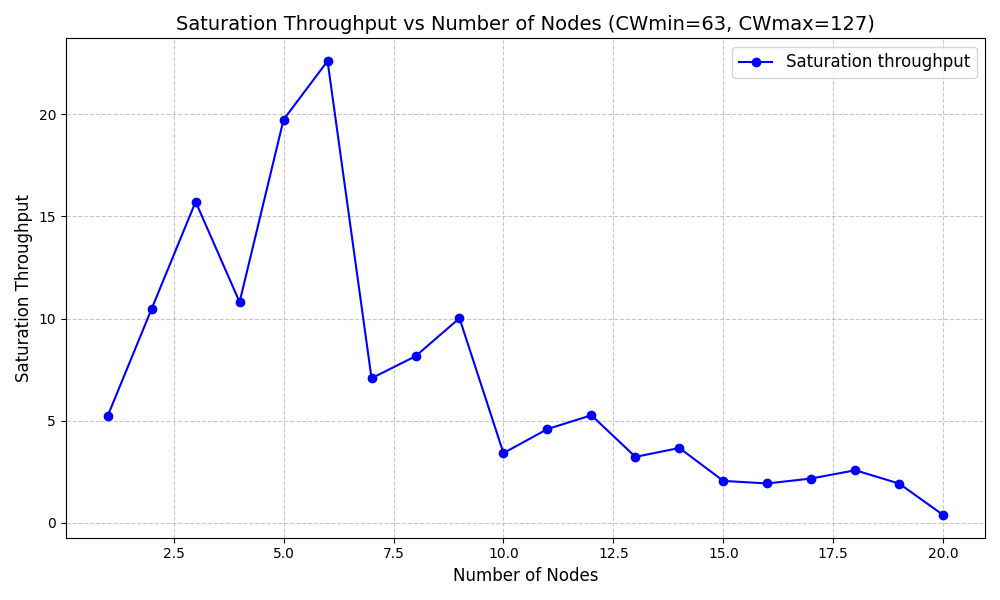 Saturation Throughput vs Number of Nodes (CWmin=63, CWmax=127)
Saturation throughput
Saturation Throughput
20
15
10
5
0
2.5 5.0 7.5 10.0 12.5 15.0 17.5 20.0
Number of Nodes